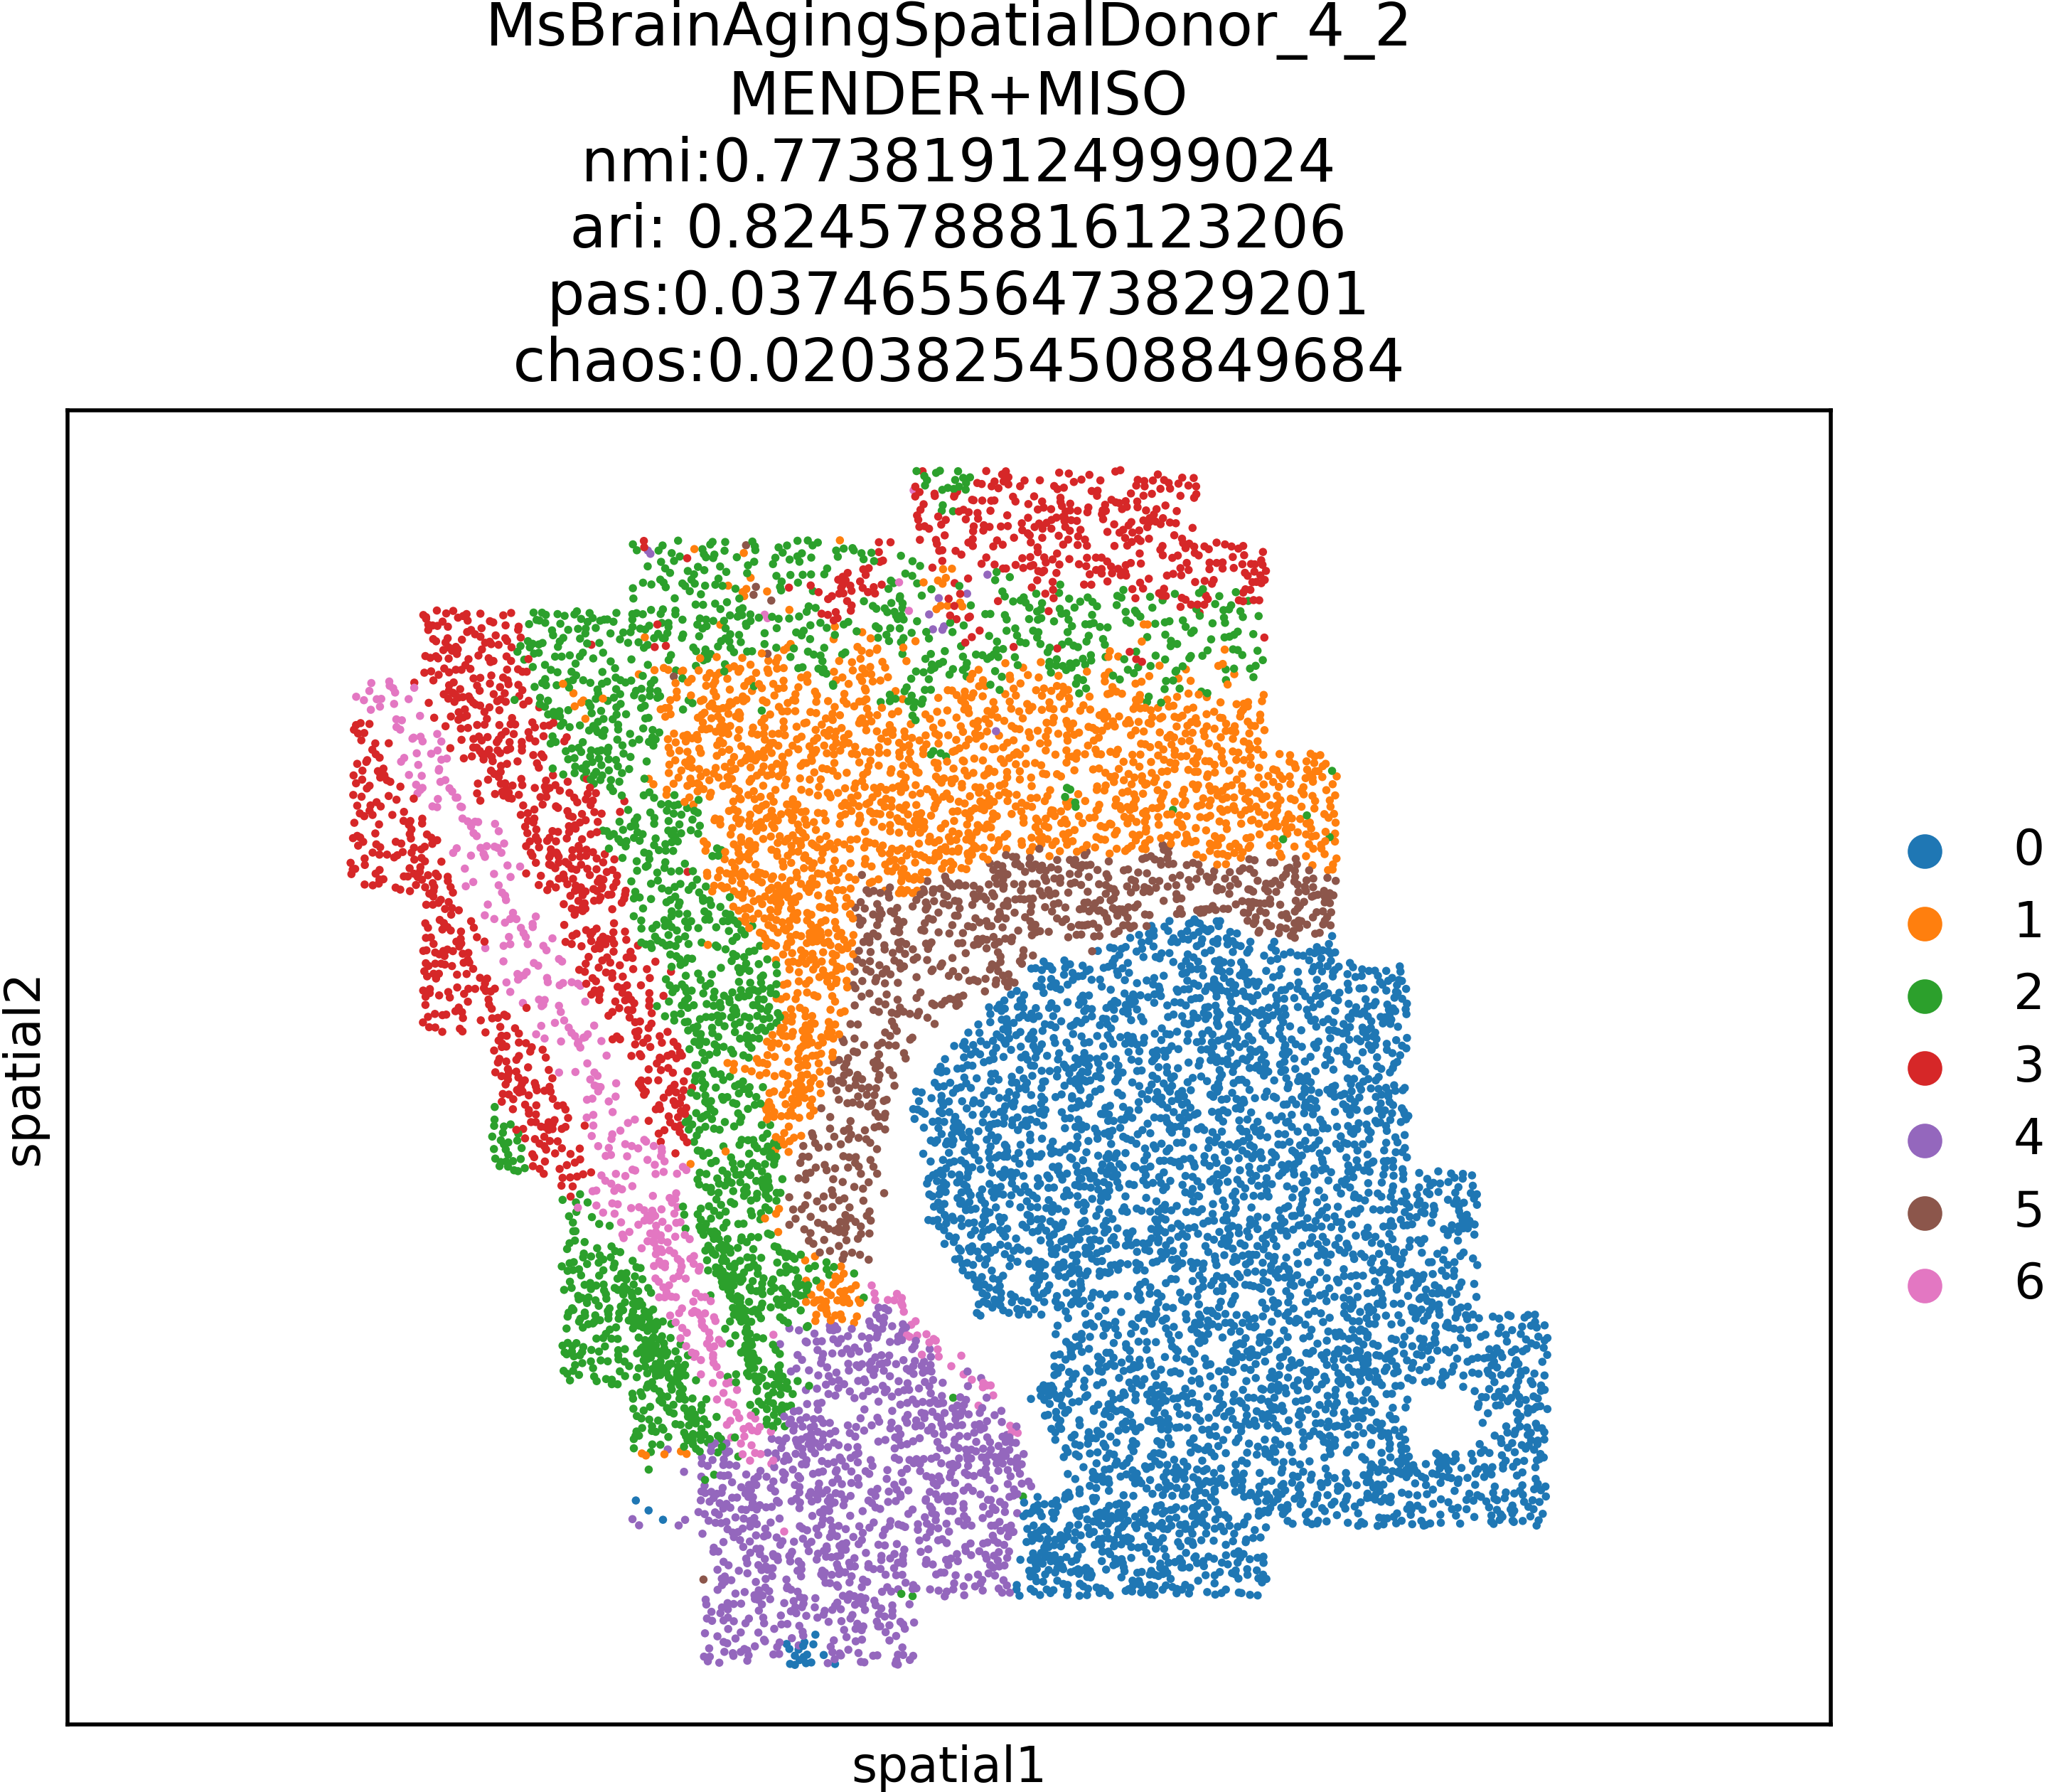 MsBrainAgingSpatialDonor_4_2
MENDER+MISO
nmi:0.773819124999024
ari: 0.8245788816123206
pas:0.03746556473829201
chaos:0.02038254508849684
spatial2
spatial1
0
1
2
3
4
5
6